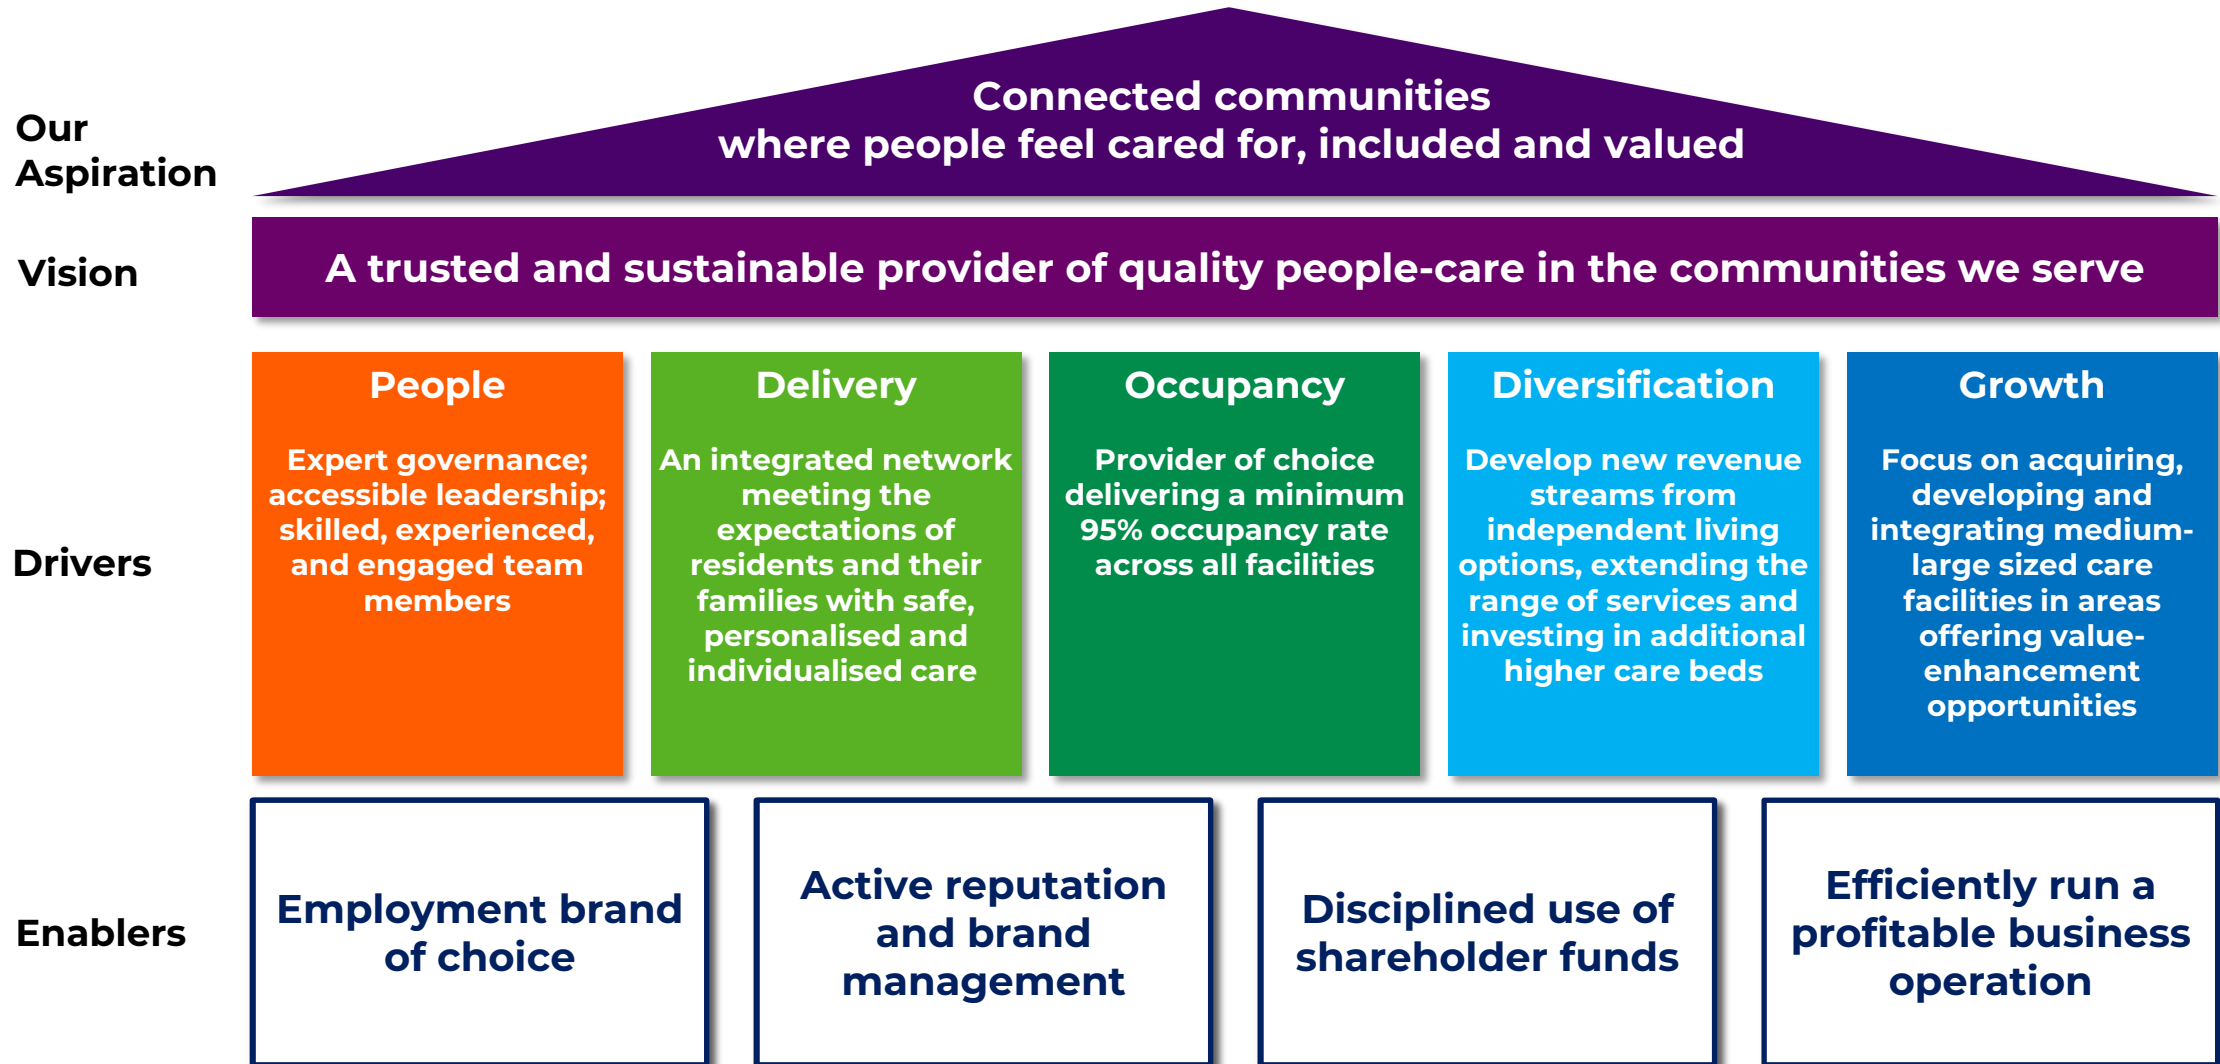 Our
Aspiration
Connected communities
where people feel cared for, included and valued
Vision
A trusted and sustainable provider of quality people-care in the communities we serve
Drivers
People
Expert governance;
accessible leadership;
skilled, experienced,
and engaged team
members
Delivery
An integrated network
meeting the
expectations of
residents and their
families with safe,
personalised and
individualised care
Occupancy
Provider of choice
delivering a minimum
95% occupancy rate
across all facilities
Diversification
Develop new revenue
streams from
independent living
options, extending the
range of services and
investing in additional
higher care beds
Growth
Focus on acquiring,
developing and
integrating medium-
large sized care
facilities in areas
offering value-
enhancement
opportunities
Enablers
Employment brand
of choice
Active reputation
and brand
management
Disciplined use of
shareholder funds
Efficiently run a
profitable business
operation